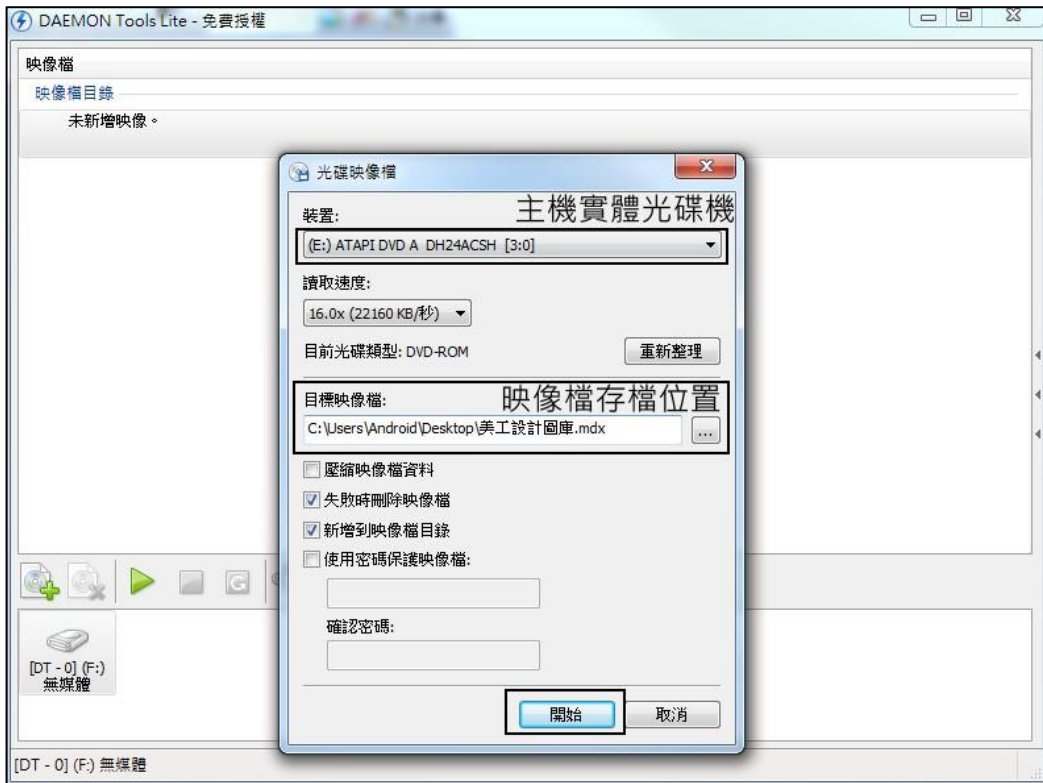 DAEMON Tools Lite - 免費授權
映像檔
映像檔目錄
未新增映像。
光碟映像檔
裝置:
主機實體光碟機
(E:) ATAPI DVD A DH24ACSH [3:0]
讀取速度:
16.0x (22160 KB/秒)
目前光碟類型: DVD-ROM
重新整理
目標映像檔:
映像檔存檔位置
C:\Users\Android\Desktop\美工設計圖庫.mdx
...
壓縮映像檔資料
失敗時刪除映像檔
新增到映像檔目錄
使用密碼保護映像檔:
確認密碼:
開始
取消
[DT - 0] (F:)
無媒體
[DT - 0] (F:) 無媒體